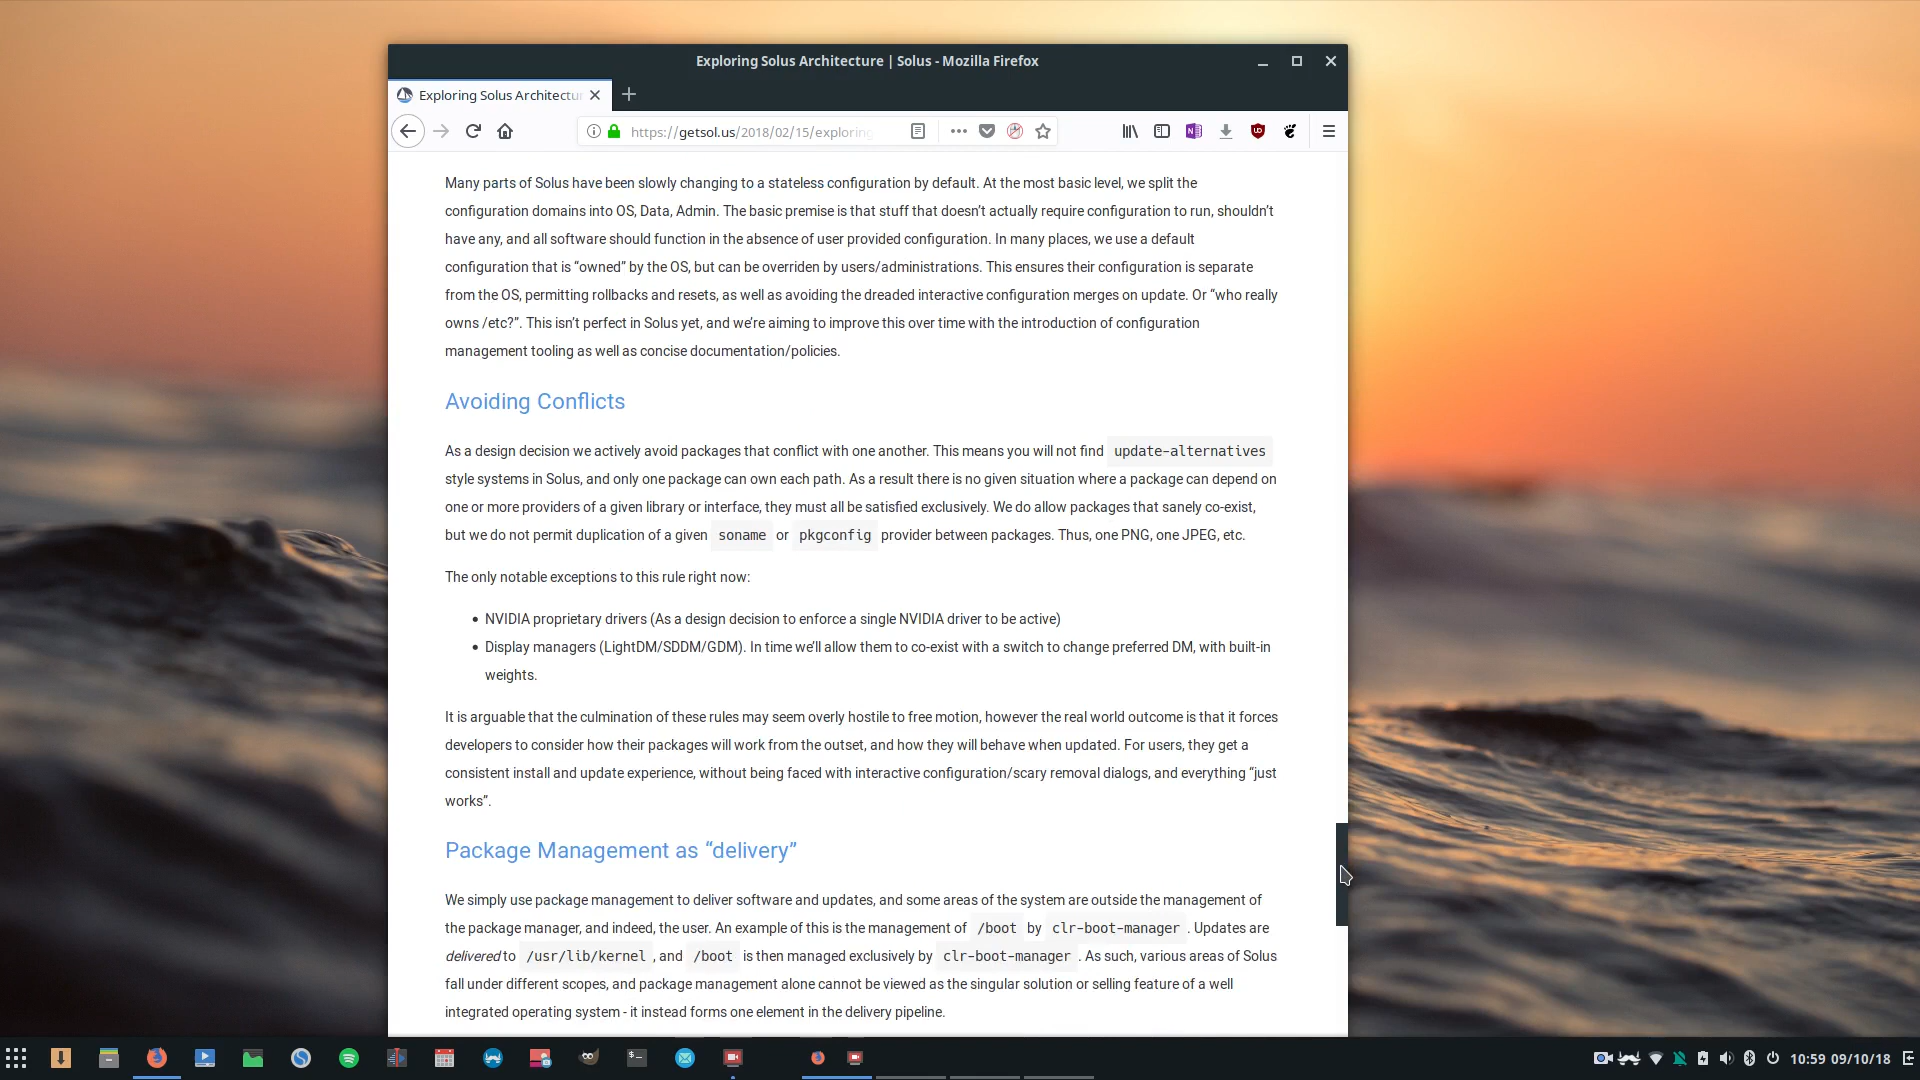 Exploring Solus Architecture | Solus - Mozilla Firefox
Exploring Solus Architectur
https://getsol.us/2018/02/15/exploring
Many parts of Solus have been slowly changing to a stateless configuration by default. At the most basic level, we split the
configuration domains into OS, Data, Admin. The basic premise is that stuff that doesn’t actually require configuration to run, shouldn’t
have any, and all software should function in the absence of user provided configuration. In many places, we use a default
configuration that is “owned” by the OS, but can be overriden by users/administrations. This ensures their configuration is separate
from the OS, permitting rollbacks and resets, as well as avoiding the dreaded interactive configuration merges on update. Or “who really
owns /etc?”. This isn’t perfect in Solus yet, and we’re aiming to improve this over time with the introduction of configuration
management tooling as well as concise documentation/policies.
Avoiding Conflicts
As a design decision we actively avoid packages that conflict with one another. This means you will not find update-alternatives
style systems in Solus, and only one package can own each path. As a result there is no given situation where a package can depend on
one or more providers of a given library or interface, they must all be satisfied exclusively. We do allow packages that sanely co-exist,
but we do not permit duplication of a given soname or pkgconfig provider between packages. Thus, one PNG, one JPEG, etc.
The only notable exceptions to this rule right now:
• NVIDIA proprietary drivers (As a design decision to enforce a single NVIDIA driver to be active)
• Display managers (LightDM/SDDM/GDM). In time we’ll allow them to co-exist with a switch to change preferred DM, with built-in
weights.
It is arguable that the culmination of these rules may seem overly hostile to free motion, however the real world outcome is that it forces
developers to consider how their packages will work from the outset, and how they will behave when updated. For users, they get a
consistent install and update experience, without being faced with interactive configuration/scary removal dialogs, and everything “just
works”.
Package Management as “delivery”
We simply use package management to deliver software and updates, and some areas of the system are outside the management of
the package manager, and indeed, the user. An example of this is the management of /boot by clr-boot-manager . Updates are
delivered to /usr/lib/kernel , and /boot is then managed exclusively by clr-boot-manager . As such, various areas of Solus
fall under different scopes, and package management alone cannot be viewed as the singular solution or selling feature of a well
integrated operating system - it instead forms one element in the delivery pipeline.
10:59 09/10/18